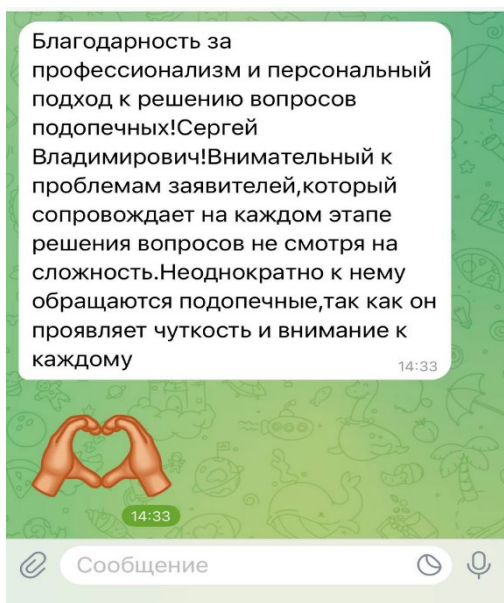 Благодарность за
профессионализм и персональный
подход к решению вопросов
подопечных!Сергей
Владимирович!Внимательный к
проблемам заявителей,который
сопровождает на каждом этапе
решения вопросов не смотря на
сложность.Неоднократно к нему
обращаются подопечные,так как он
проявляет чуткость и внимание к
каждому
14:33
14:33
Сообщение